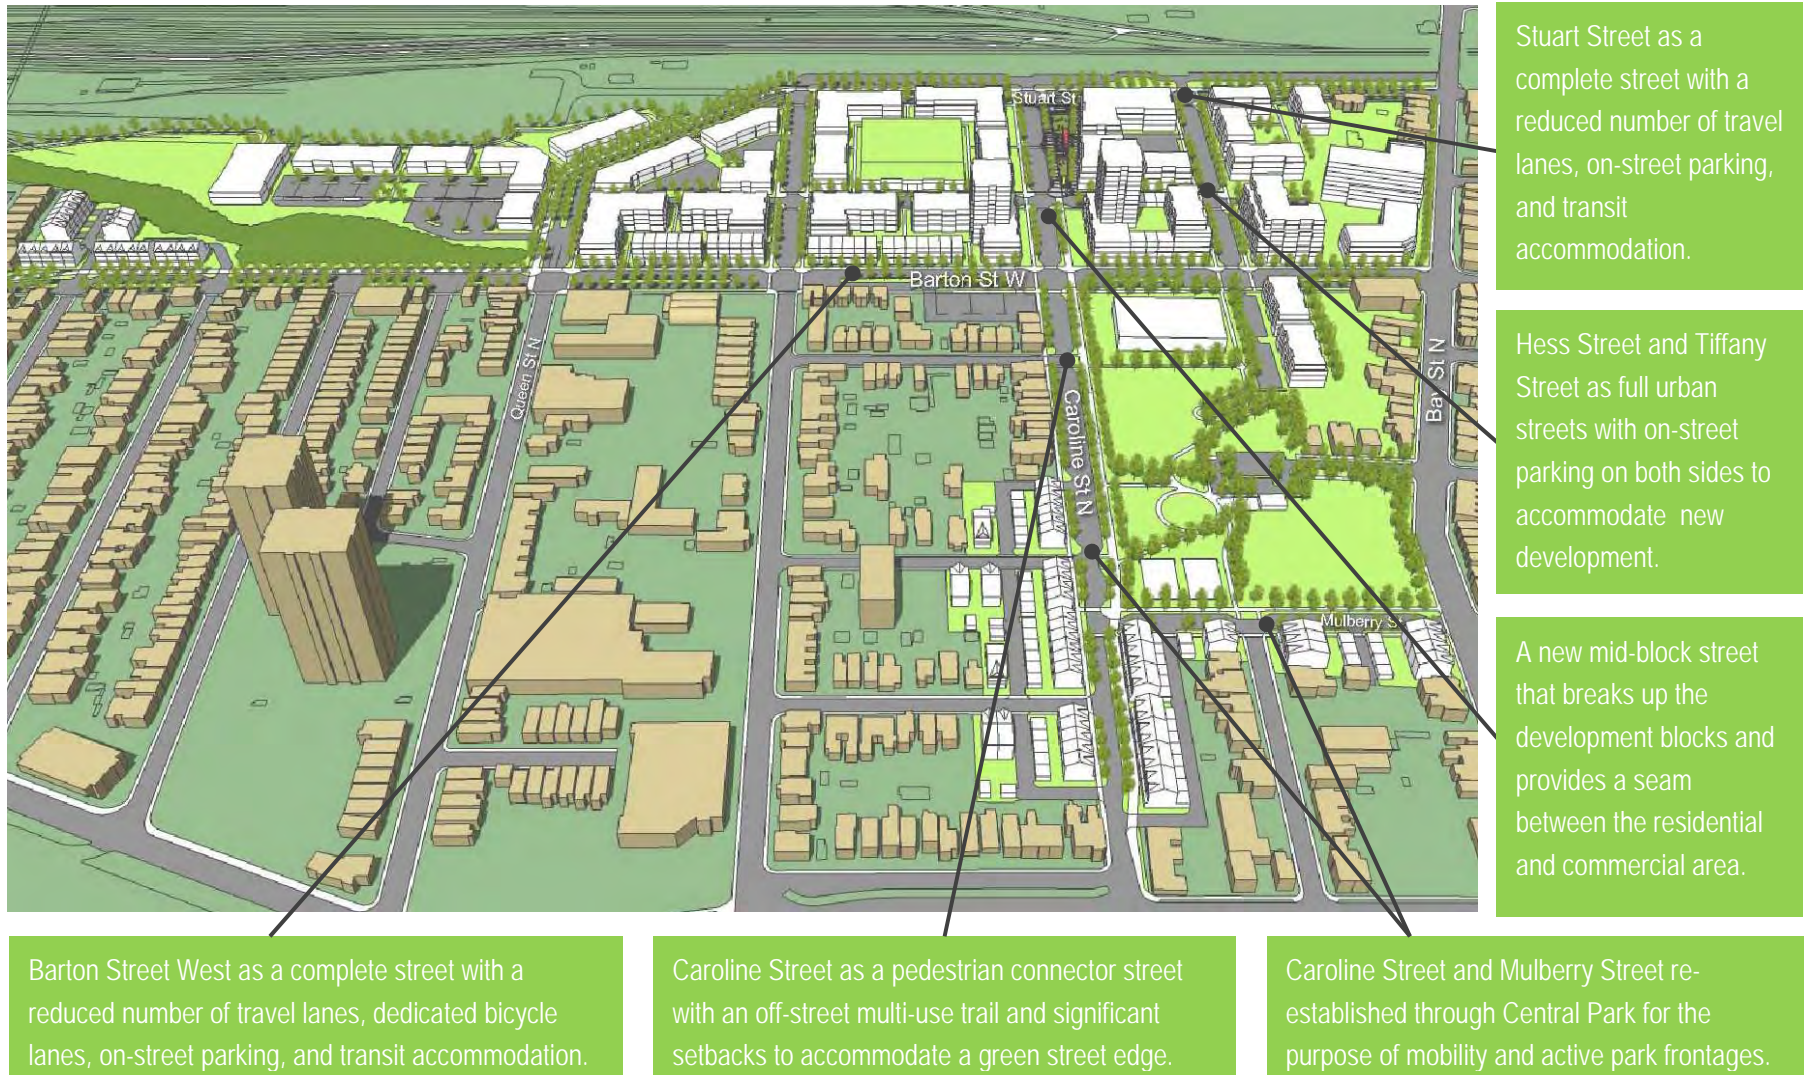 Stuart Street as a
complete street with a
reduced number of travel
lanes, on-street parking,
and transit
accommodation.
Hess Street and Tiffany
Street as full urban
streets with on-street
parking on both sides to
accommodate new
development.
A new mid-block street
that breaks up the
development blocks and
provides a seam
between the residential
and commercial area.
Stuart St
Barton St W
Queen St N
Caroline St N
Bay St N
Mulberry St
Barton Street West as a complete street with a
reduced number of travel lanes, dedicated bicycle
lanes, on-street parking, and transit accommodation.
Caroline Street as a pedestrian connector street
with an off-street multi-use trail and significant
setbacks to accommodate a green street edge.
Caroline Street and Mulberry Street re-
established through Central Park for the
purpose of mobility and active park frontages.